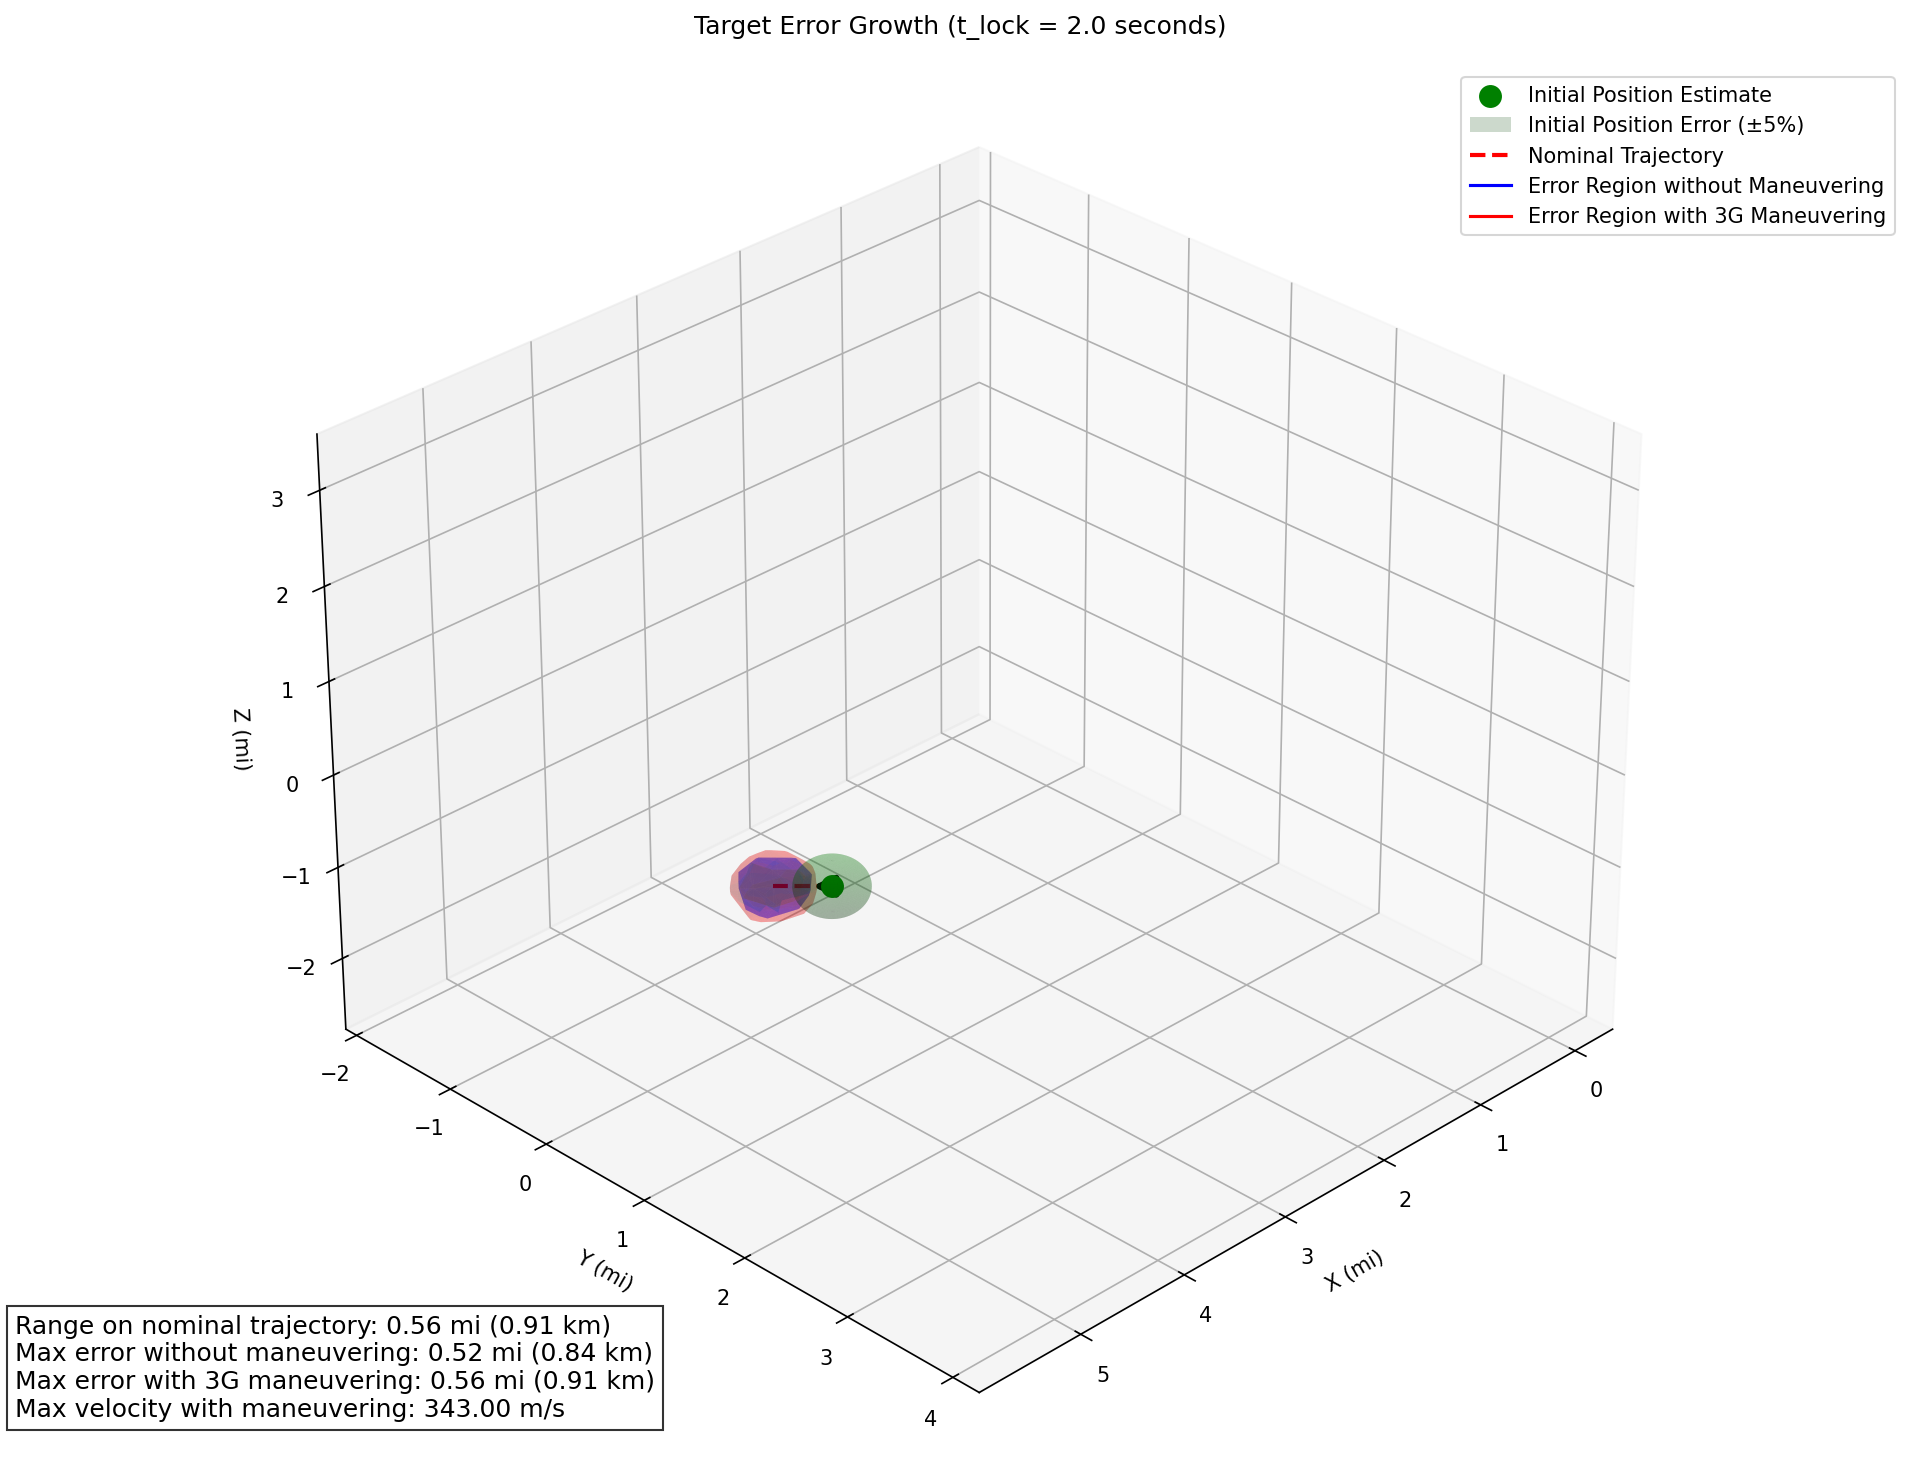 Target Error Growth (t_lock = 2.0 seconds)
Initial Position Estimate
Initial Position Error (±5%)
Nominal Trajectory
Error Region without Maneuvering
Error Region with 3G Maneuvering
3
2
1
0
−1
−2
Z (mi)
−2
−1
0
1
2
3
4
Y (mi)
0
1
2
3
4
5
X (mi)
Range on nominal trajectory: 0.56 mi (0.91 km)
Max error without maneuvering: 0.52 mi (0.84 km)
Max error with 3G maneuvering: 0.56 mi (0.91 km)
Max velocity with maneuvering: 343.00 m/s